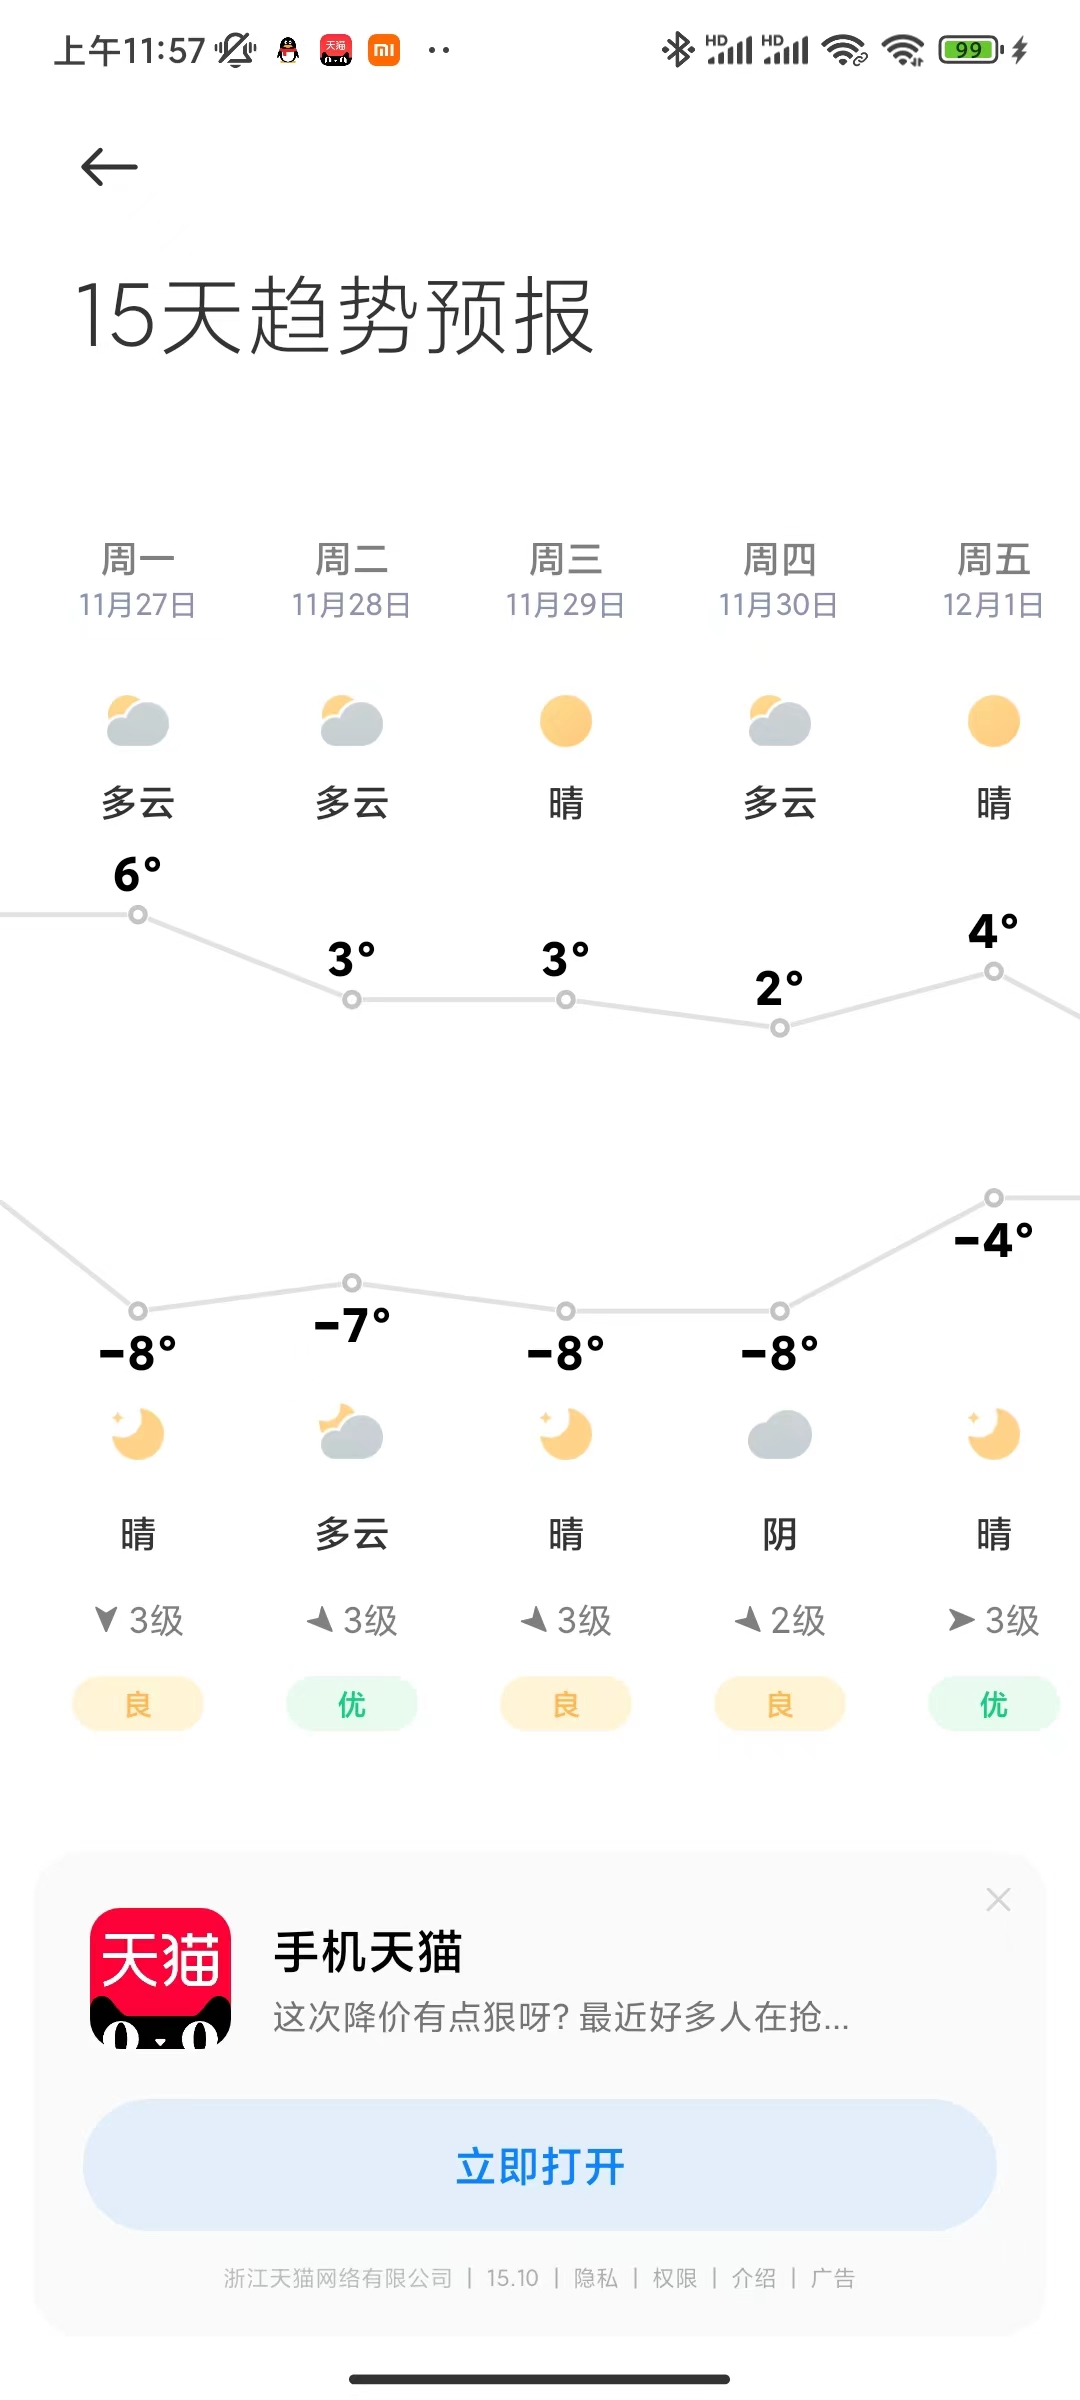 上午11:57 天猫 mi HD HD 99
15天趋势预报
周一 周二 周三 周四 周五
11月27日 11月28日 11月29日 11月30日 12月1日
多云 多云 晴 多云 晴
6° 3° 3° 2° 4°
-8° -7° -8° -8° -4°
晴 多云 晴 阴 晴
3级 3级 3级 2级 3级
良 优 良 良 优
天猫
手机天猫
这次降价有点狠呀? 最近好多人在抢...
立即打开
浙江天猫网络有限公司 | 15.10 | 隐私 | 权限 | 介绍 | 广告